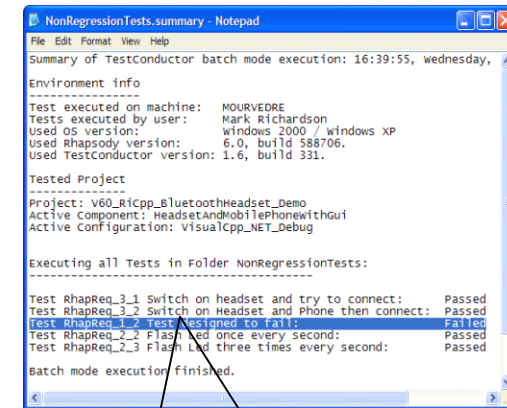 NonRegressionTests.summary - Notepad
File Edit Format View Help
Summary of TestConductor batch mode execution: 16:39:55, Wednesday,
Environment info
----------------
Test executed on machine: MOURVEDRE
Tests executed by user: Mark Richardson
Used OS version: Windows 2000 / Windows XP
Used Rhapsody version: 6.0, build 588706.
Used TestConductor version: 1.6, build 331.
Tested Project
--------------
Project: V60_RiCpp_BluetoothHeadset_Demo
Active Component: HeadsetAndMobilePhoneWithGui
Active Configuration: VisualCpp_NET_Debug
Executing all Tests in Folder NonRegressionTests:
-----------------------------------------
Test RhapReq_3_1 Switch on headset and try to connect: Passed
Test RhapReq_3_2 Switch on Headset and Phone then connect: Passed
Test RhapReq_1_2 Test designed to fail: Failed
Test RhapReq_2_2 Flash Led once every second: Passed
Test RhapReq_2_3 Flash Led three times every second: Passed
Batch mode execution finished.